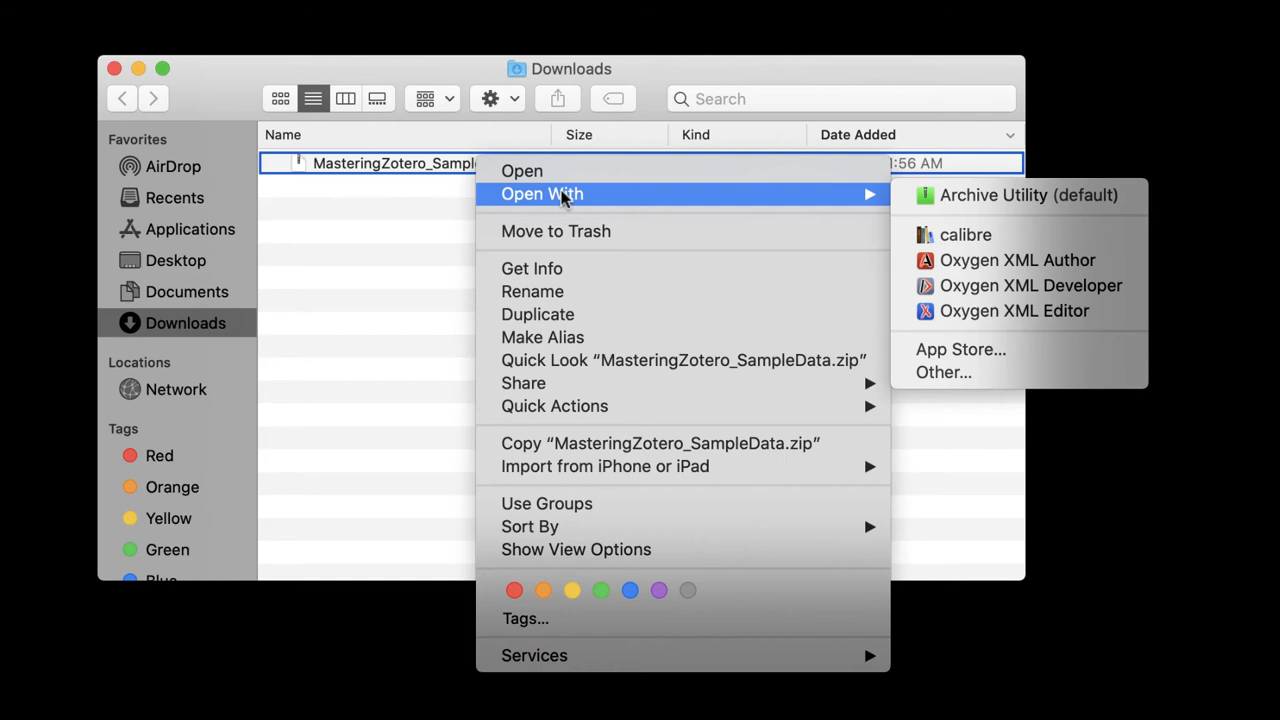 Downloads
Search
Favorites
AirDrop
Recents
Applications
Desktop
Documents
Downloads
Locations
Network
Tags
Red
Orange
Yellow
Green
Name Size Kind Date Added
MasteringZotero_Sampl :56 AM
Open
Open With
Move to Trash
Get Info
Rename
Duplicate
Make Alias
Quick Look “MasteringZotero_SampleData.zip”
Share
Quick Actions
Copy “MasteringZotero_SampleData.zip”
Import from iPhone or iPad
Use Groups
Sort By
Show View Options
Tags...
Services
Archive Utility (default)
calibre
Oxygen XML Author
Oxygen XML Developer
Oxygen XML Editor
App Store...
Other...